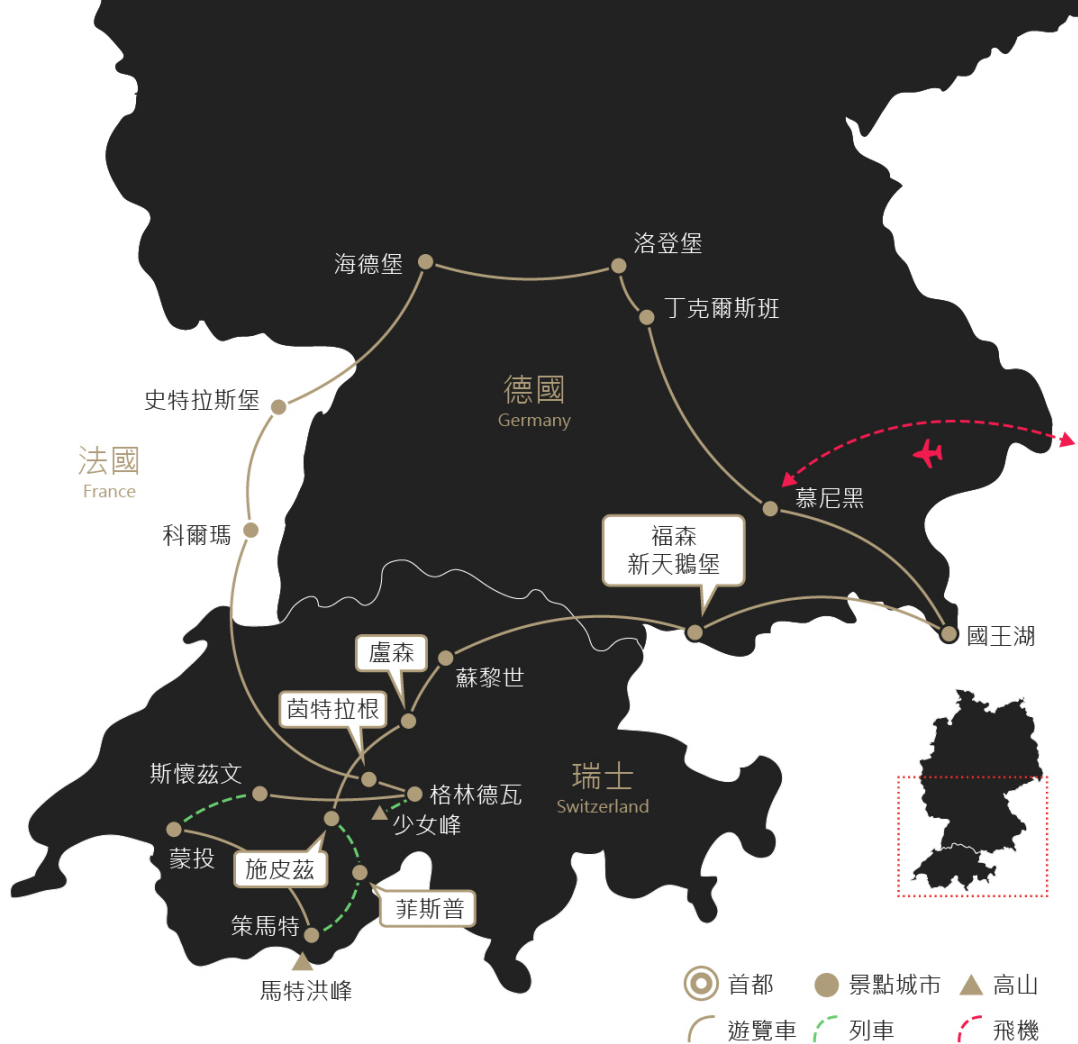 洛登堡
海德堡
丁克爾斯班
德國
Germany
史特拉斯堡
法國
France
慕尼黑
科爾瑪
福森
新天鵝堡
國王湖
盧森
蘇黎世
茵特拉根
斯懷茲文
瑞士
Switzerland
格林德瓦
少女峰
蒙投
施皮茲
菲斯普
策馬特
馬特洪峰
首都
景點城市
高山
遊覽車
列車
飛機